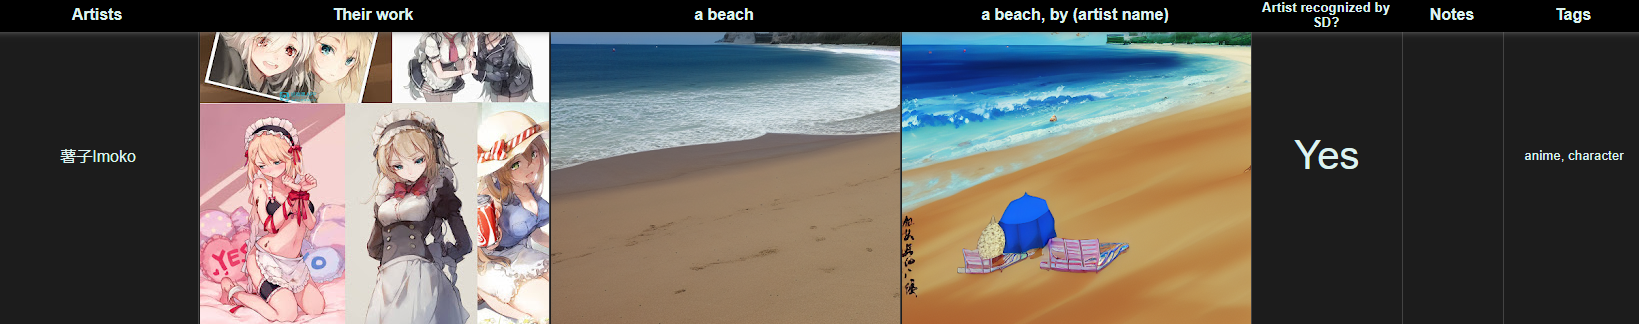 Artists
Their work
a beach
a beach, by (artist name)
Artist recognized by
SD?
Notes
Tags
薯子Imoko
YES
Yes
anime, character